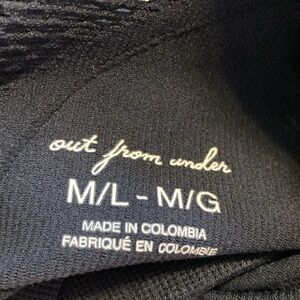 out from under
M/L - M/G
MADE IN COLOMBIA
FABRIQUÉ EN COLOMBIE